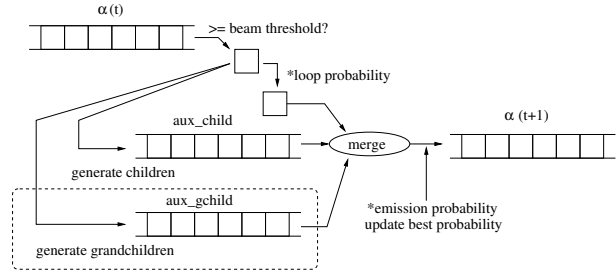 α(t)
>= beam threshold?
*loop probability
aux_child
α (t+1)
merge
generate children
aux_gchild
*emission probability
update best probability
generate grandchildren